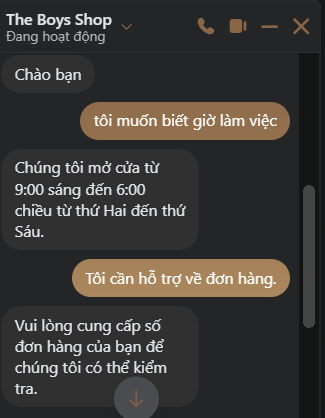 The Boys Shop
Đang hoạt động
Chào bạn
tôi muốn biết giờ làm việc
Chúng tôi mở cửa từ
9:00 sáng đến 6:00
chiều từ thứ Hai đến thứ
Sáu.
Tôi cần hỗ trợ về đơn hàng.
Vui lòng cung cấp số
đơn hàng của bạn để
chúng tôi có thể kiểm
tra.